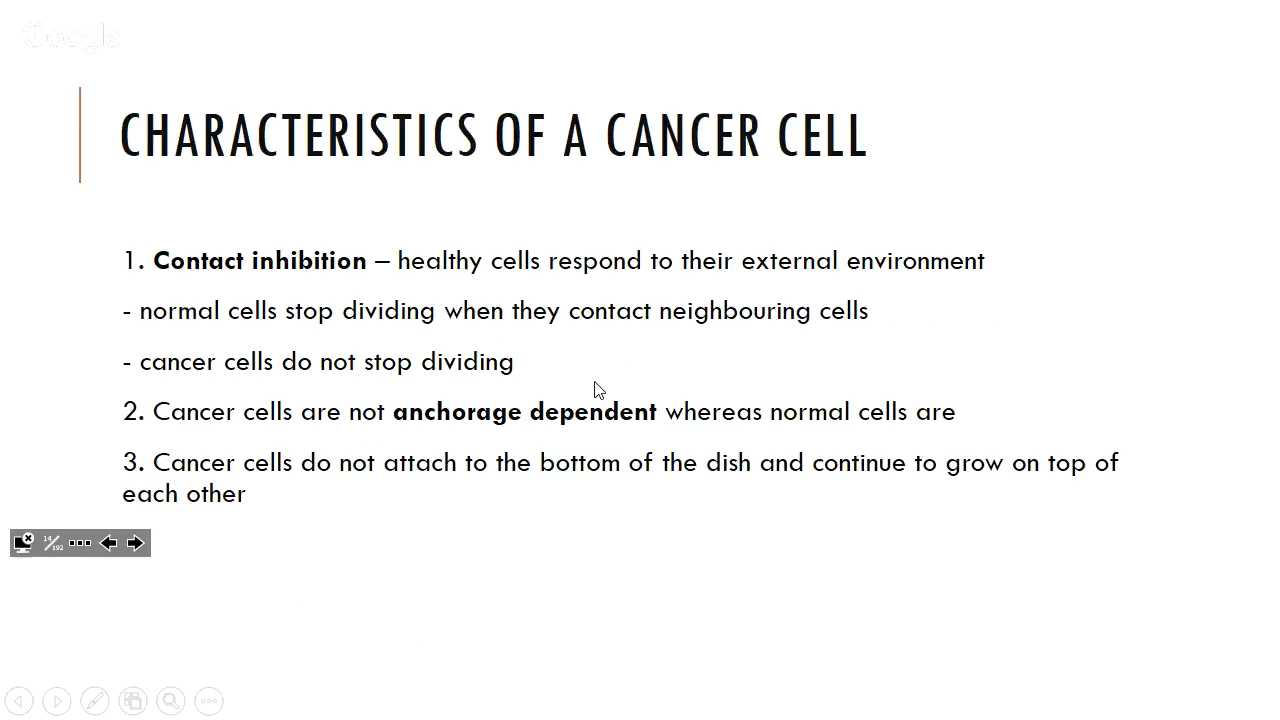 Google
CHARACTERISTICS OF A CANCER CELL
1. Contact inhibition – healthy cells respond to their external environment
- normal cells stop dividing when they contact neighbouring cells
- cancer cells do not stop dividing
2. Cancer cells are not anchorage dependent whereas normal cells are
3. Cancer cells do not attach to the bottom of the dish and continue to grow on top of
each other
14/192